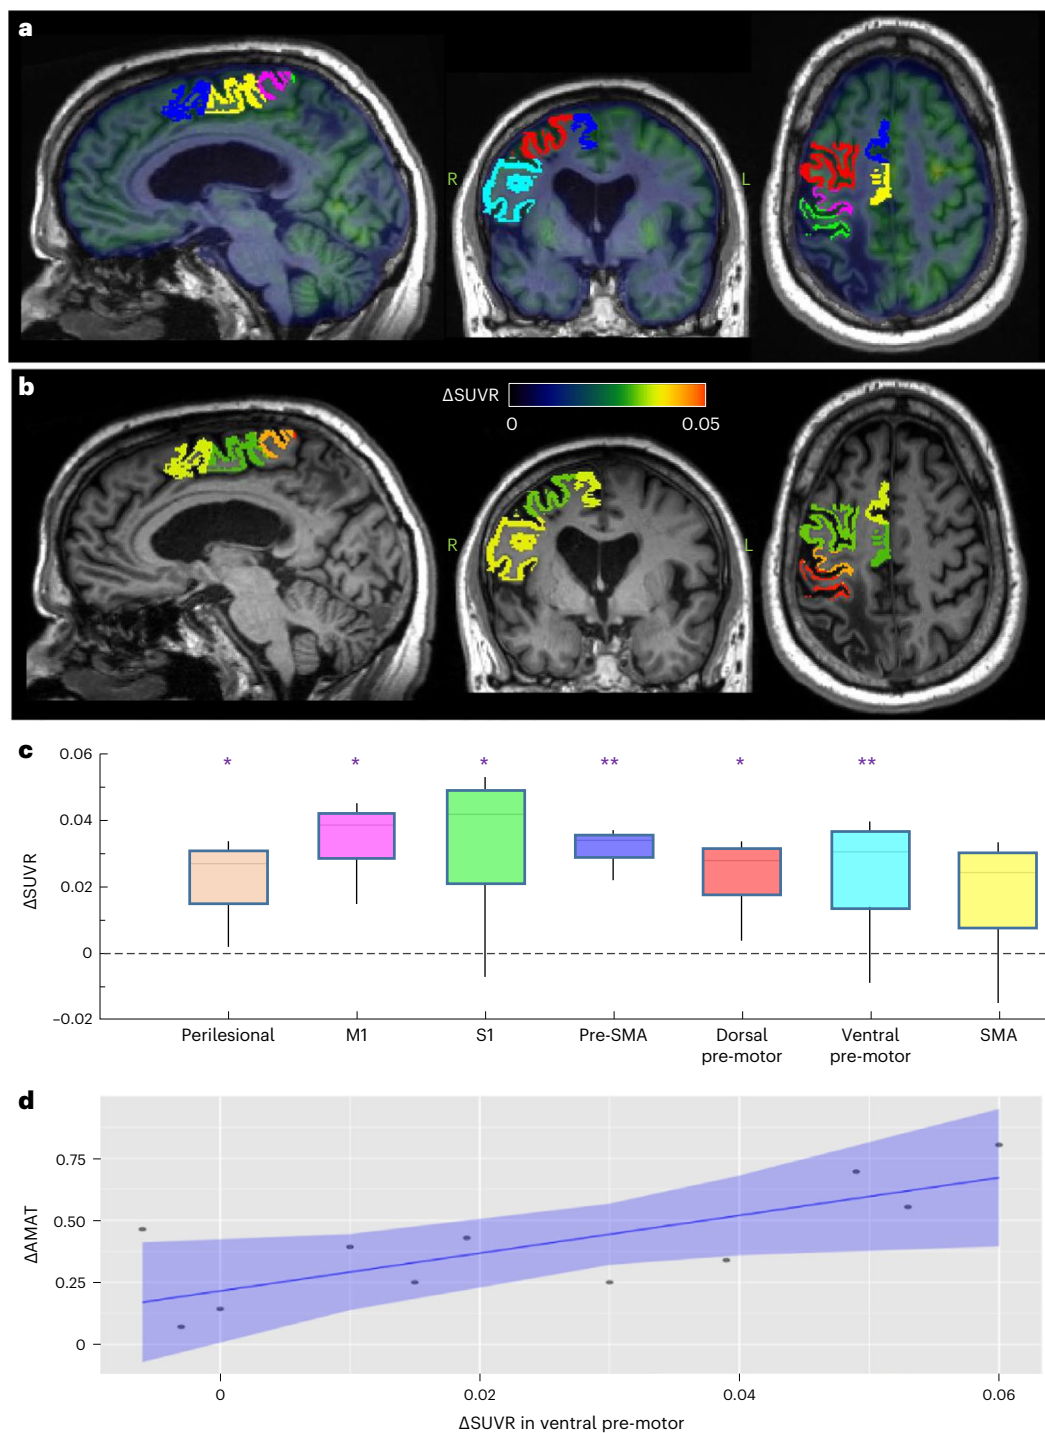 a
R
L
b
ΔSUVR
0
0.05
R
L
c
0.06
0.04
0.02
0
–0.02
ΔSUVR
*
*
*
**
*
**
Perilesional
M1
S1
Pre-SMA
Dorsal
pre-motor
Ventral
pre-motor
SMA
d
0.75
0.50
0.25
0
ΔAMAT
0
0.02
0.04
0.06
ΔSUVR in ventral pre-motor